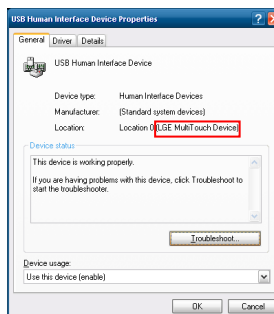 USB Human Interface Device Properties
General Driver Details
USB Human Interface Device
Device type: Human Interface Devices
Manufacturer: (Standard system devices)
Location: Location 0 (LGE MultiTouch Device)
Device status
This device is working properly.
If you are having problems with this device, click Troubleshoot to
start the troubleshooter.
Troubleshoot...
Device usage:
Use this device (enable)
OK Cancel